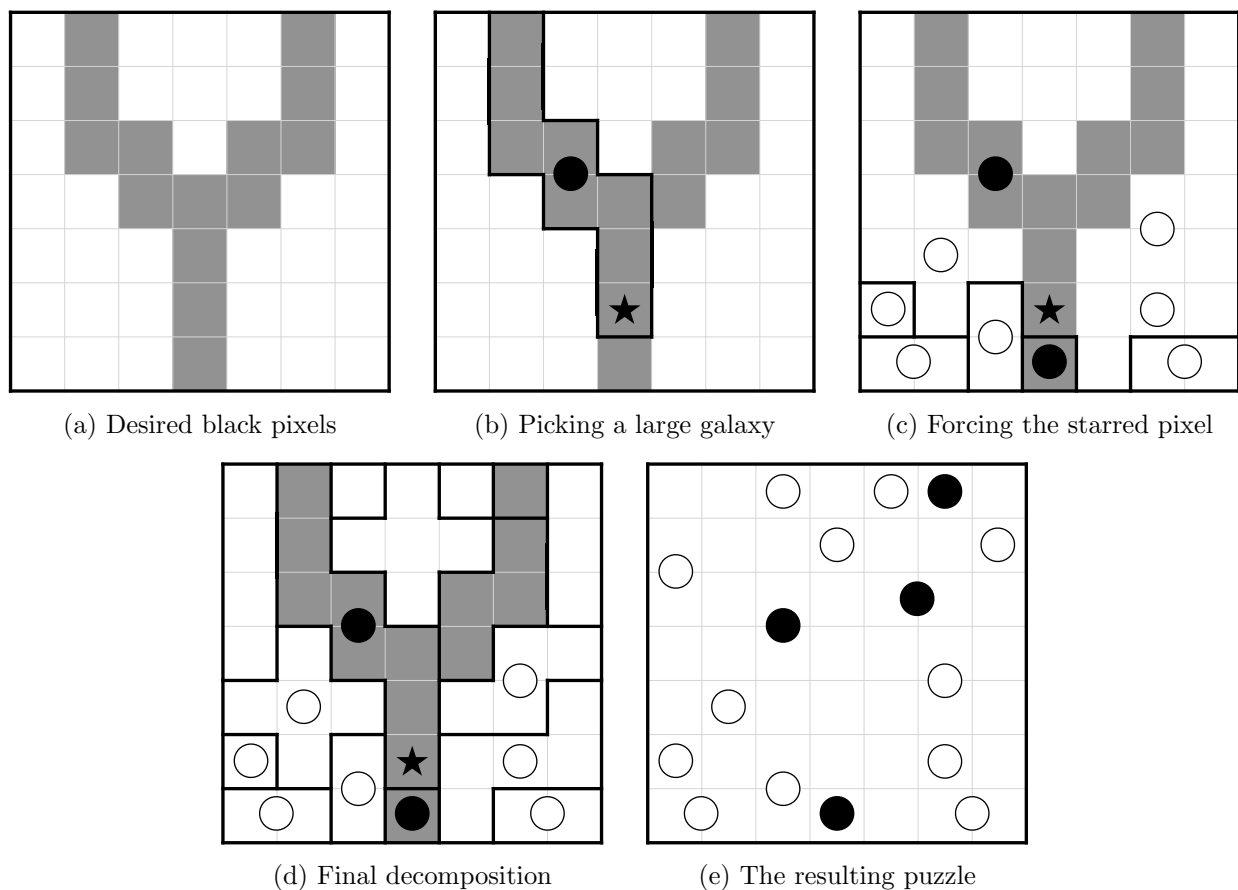 (a) Desired black pixels
(b) Picking a large galaxy
(c) Forcing the starred pixel
(d) Final decomposition
(e) The resulting puzzle